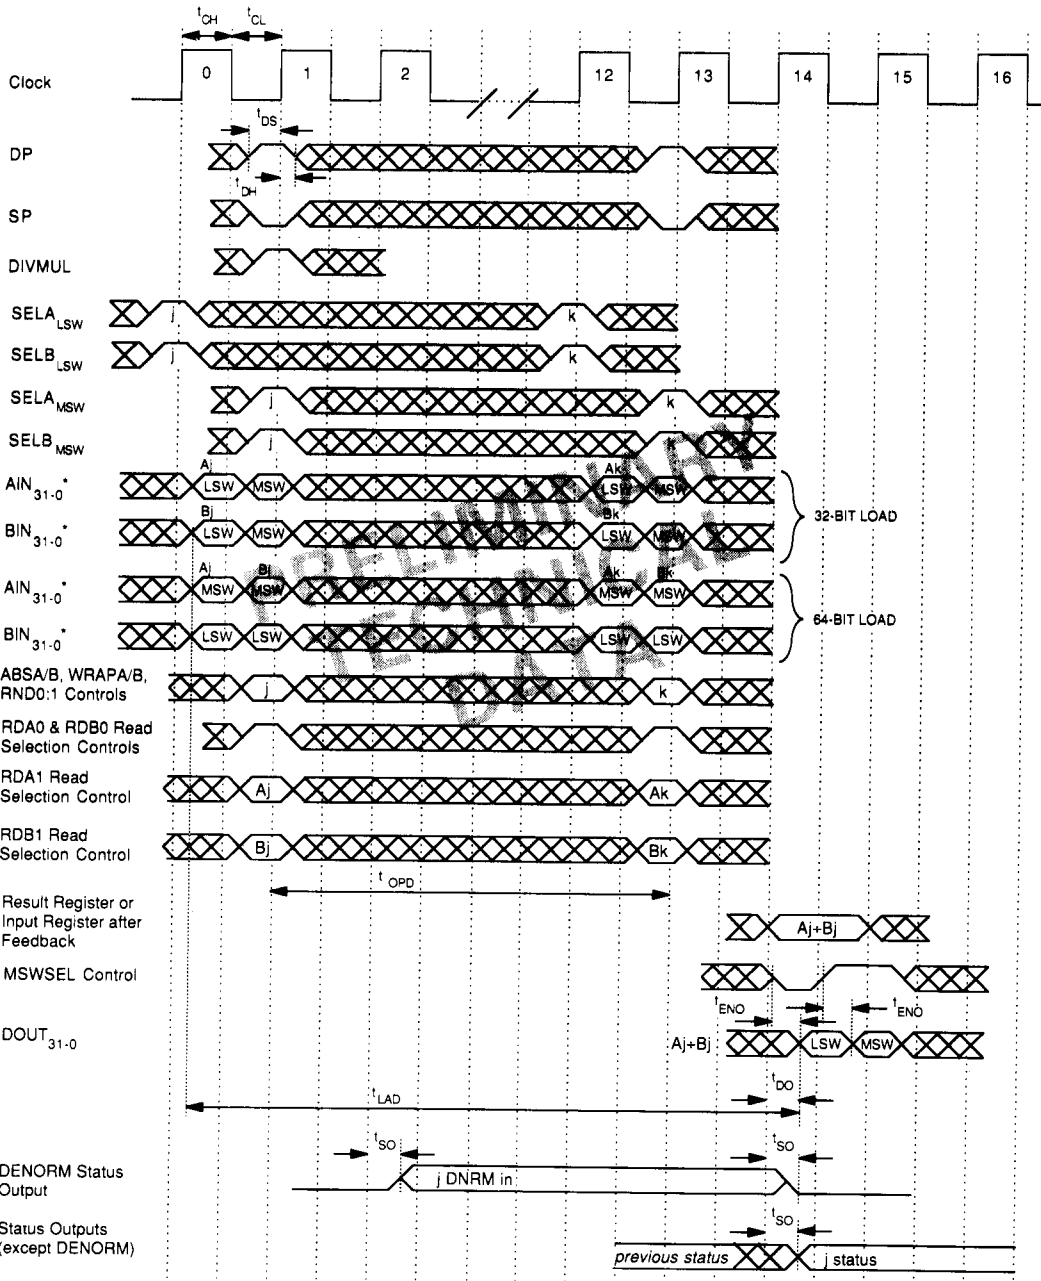 tCH tCL
Clock 0 1 2 12 13 14 15 16
tDS
DP
tDH
SP
DIVMUL
SELALSW j k
SELBLSW j k
SELAMSW j k
SELBMSW j k
Aj Ak
AIN31-0* LSW MSW LSW MSW
32-BIT LOAD
Bj Bk
BIN31-0* LSW MSW LSW MSW
Aj Bj Ak Bk
AIN31-0* MSW MSW MSW MSW
64-BIT LOAD
BIN31-0* LSW LSW LSW LSW
PRELIMINARY
TECHNICAL
DATA
ABSA/B, WRAPA/B,
RND0:1 Controls j k
RDA0 & RDB0 Read
Selection Controls
RDA1 Read
Selection Control Aj Ak
RDB1 Read
Selection Control Bj Bk
tOPD
Result Register or
Input Register after
Feedback
Aj+Bj
MSWSEL Control
tENO tENO
DOUT31-0 Aj+Bj LSW MSW
tDO
tLAD
tSO tSO
DENORM Status
Output
j DNRM in
tSO
Status Outputs
(except DENORM)
previous status j status